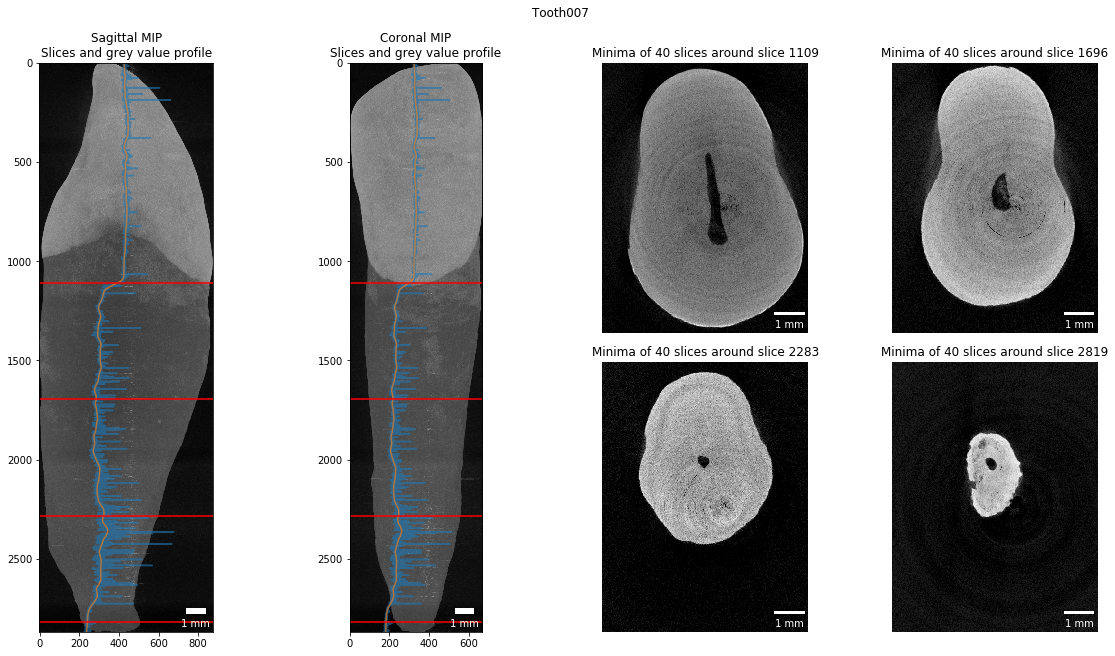 Tooth007
Sagittal MIP
Slices and grey value profile
0
500
1000
1500
2000
2500
0
200
400
600
800
1 mm
Coronal MIP
Slices and grey value profile
0
500
1000
1500
2000
2500
0
200
400
600
1 mm
Minima of 40 slices around slice 1109
1 mm
Minima of 40 slices around slice 1696
1 mm
Minima of 40 slices around slice 2283
1 mm
Minima of 40 slices around slice 2819
1 mm